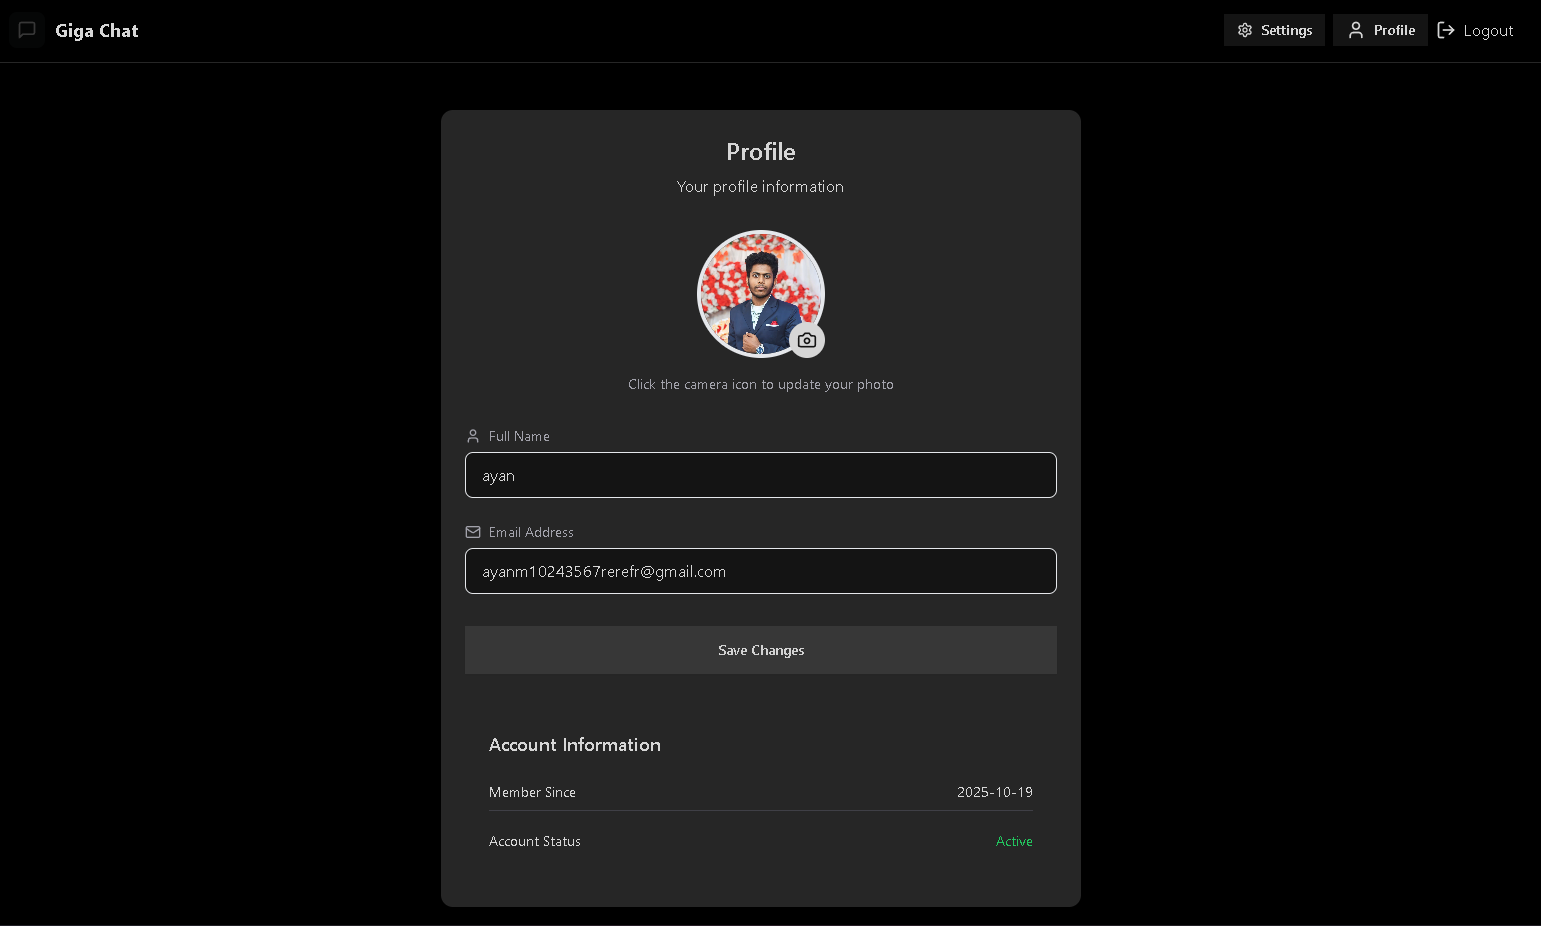 Giga Chat
Settings
Profile
Logout
Profile
Your profile information
Click the camera icon to update your photo
Full Name
ayan
Email Address
ayanm10243567rerefr@gmail.com
Save Changes
Account Information
Member Since 2025-10-19
Account Status Active